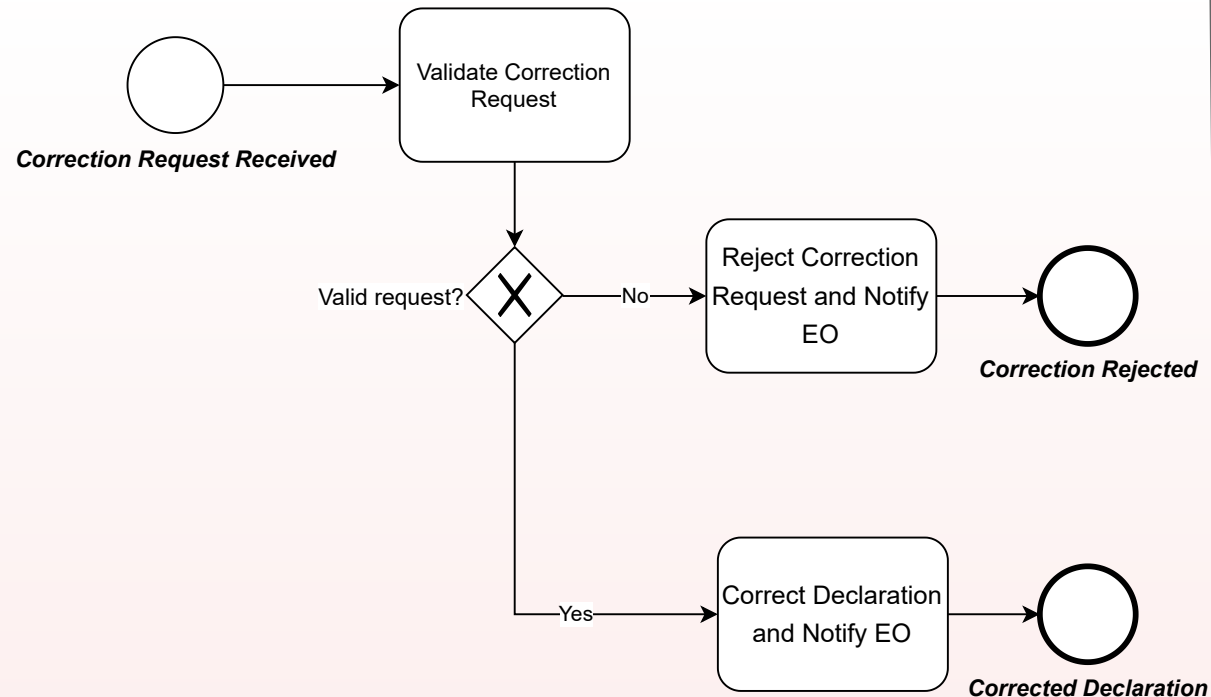 Validate Correction
Request
Correction Request Received
Valid request?
No
Reject Correction
Request and Notify
EO
Correction Rejected
Yes
Correct Declaration
and Notify EO
Corrected Declaration